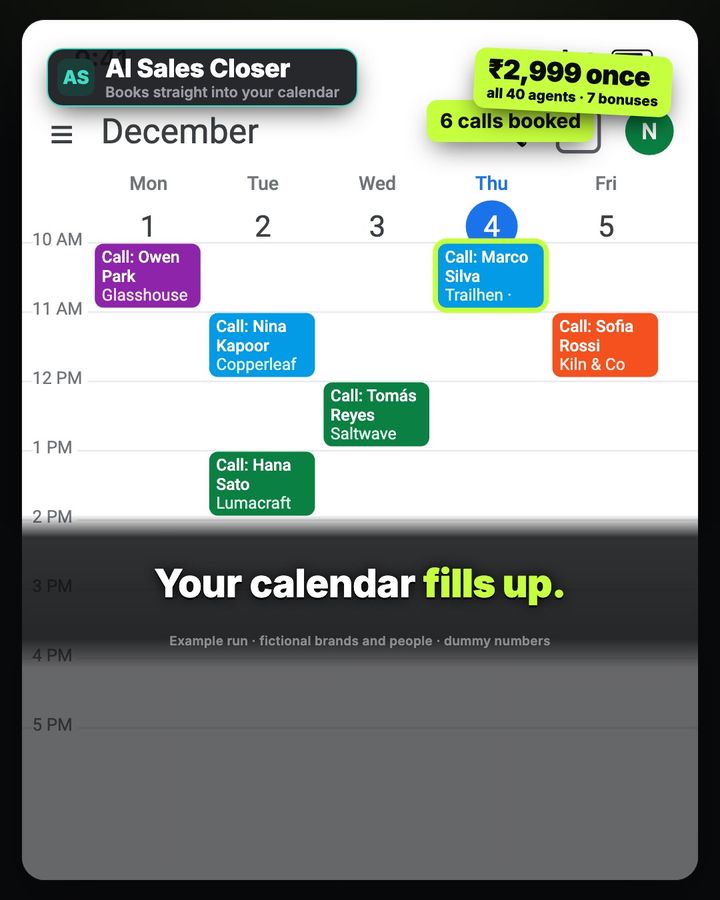 AS
AI Sales Closer
Books straight into your calendar
₹2,999 once
all 40 agents · 7 bonuses
6 calls booked
December
N
Mon
Tue
Wed
Thu
Fri
1
2
3
4
5
10 AM
Call: Owen
Park
Glasshouse
Call: Marco
Silva
Trailhen ·
11 AM
Call: Nina
Kapoor
Copperleaf
Call: Sofia
Rossi
Kiln & Co
12 PM
Call: Tomás
Reyes
Saltwave
1 PM
Call: Hana
Sato
Lumacraft
2 PM
3 PM
Your calendar fills up.
Example run · fictional brands and people · dummy numbers
4 PM
5 PM